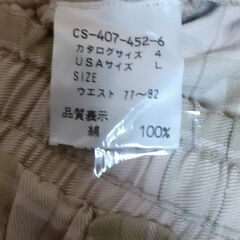 CS-407-452-6
カタログサイズ 4
USAサイズ L
SIZE
ウエスト 77～82
品質表示
綿 100%